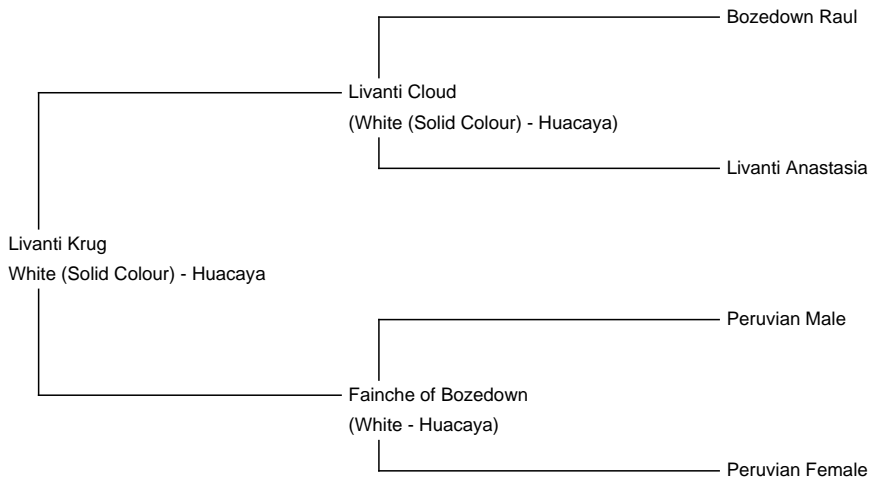 Bozedown Raul
Livanti Cloud
(White (Solid Colour) - Huacaya)
Livanti Anastasia
Livanti Krug
White (Solid Colour) - Huacaya
Peruvian Male
Fainche of Bozedown
(White - Huacaya)
Peruvian Female